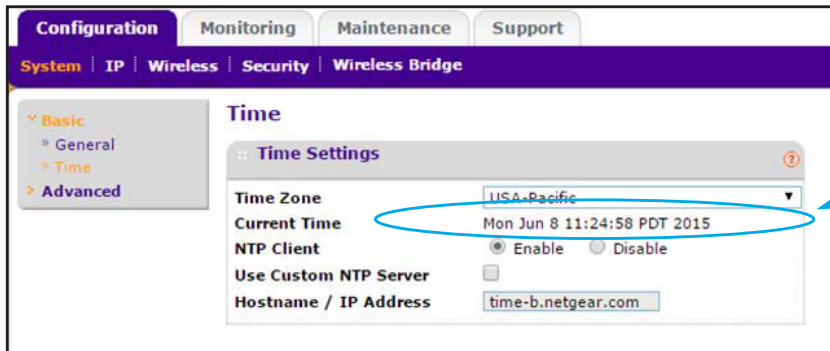 Configuration Monitoring Maintenance Support
System IP Wireless Security Wireless Bridge
Basic
» General
» Time
Advanced
Time
:: Time Settings ?
Time Zone USA-Pacific
Current Time Mon Jun 8 11:24:58 PDT 2015
NTP Client Enable Disable
Use Custom NTP Server
Hostname / IP Address time-b.netgear.com